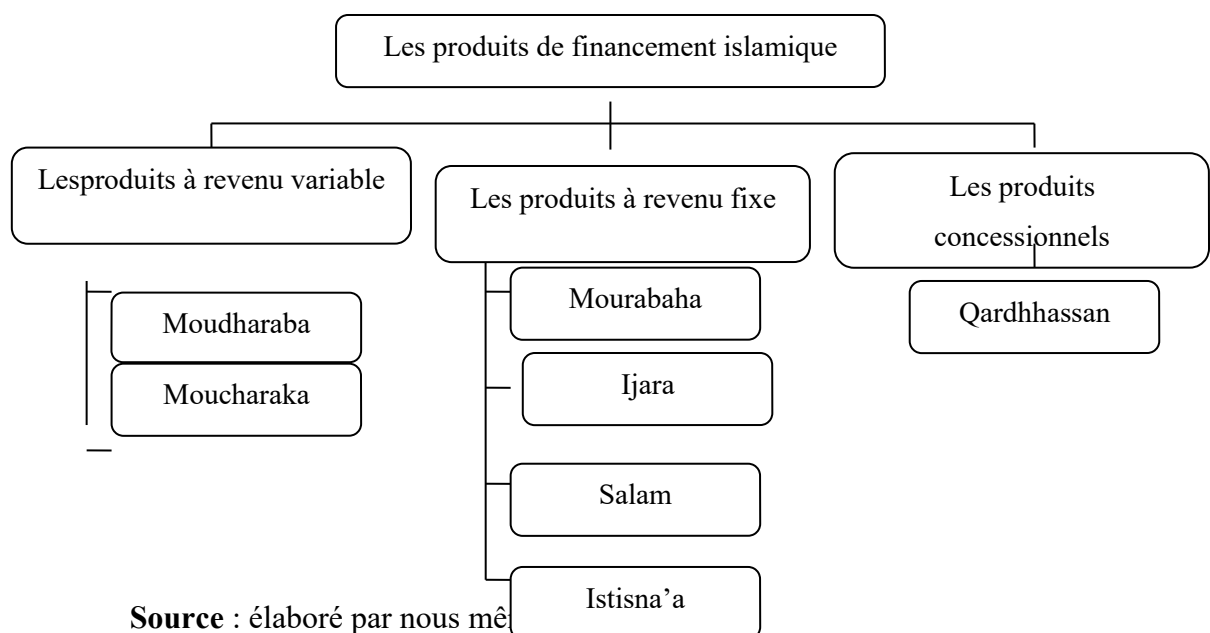 Les produits de financement islamique
Lesproduits à revenu variable
Les produits à revenu fixe
Les produits
concessionnels
Moudharaba
Moucharaka
Mourabaha
Ijara
Salam
Istisna’a
Qardhhassan
Source : élaboré par nous